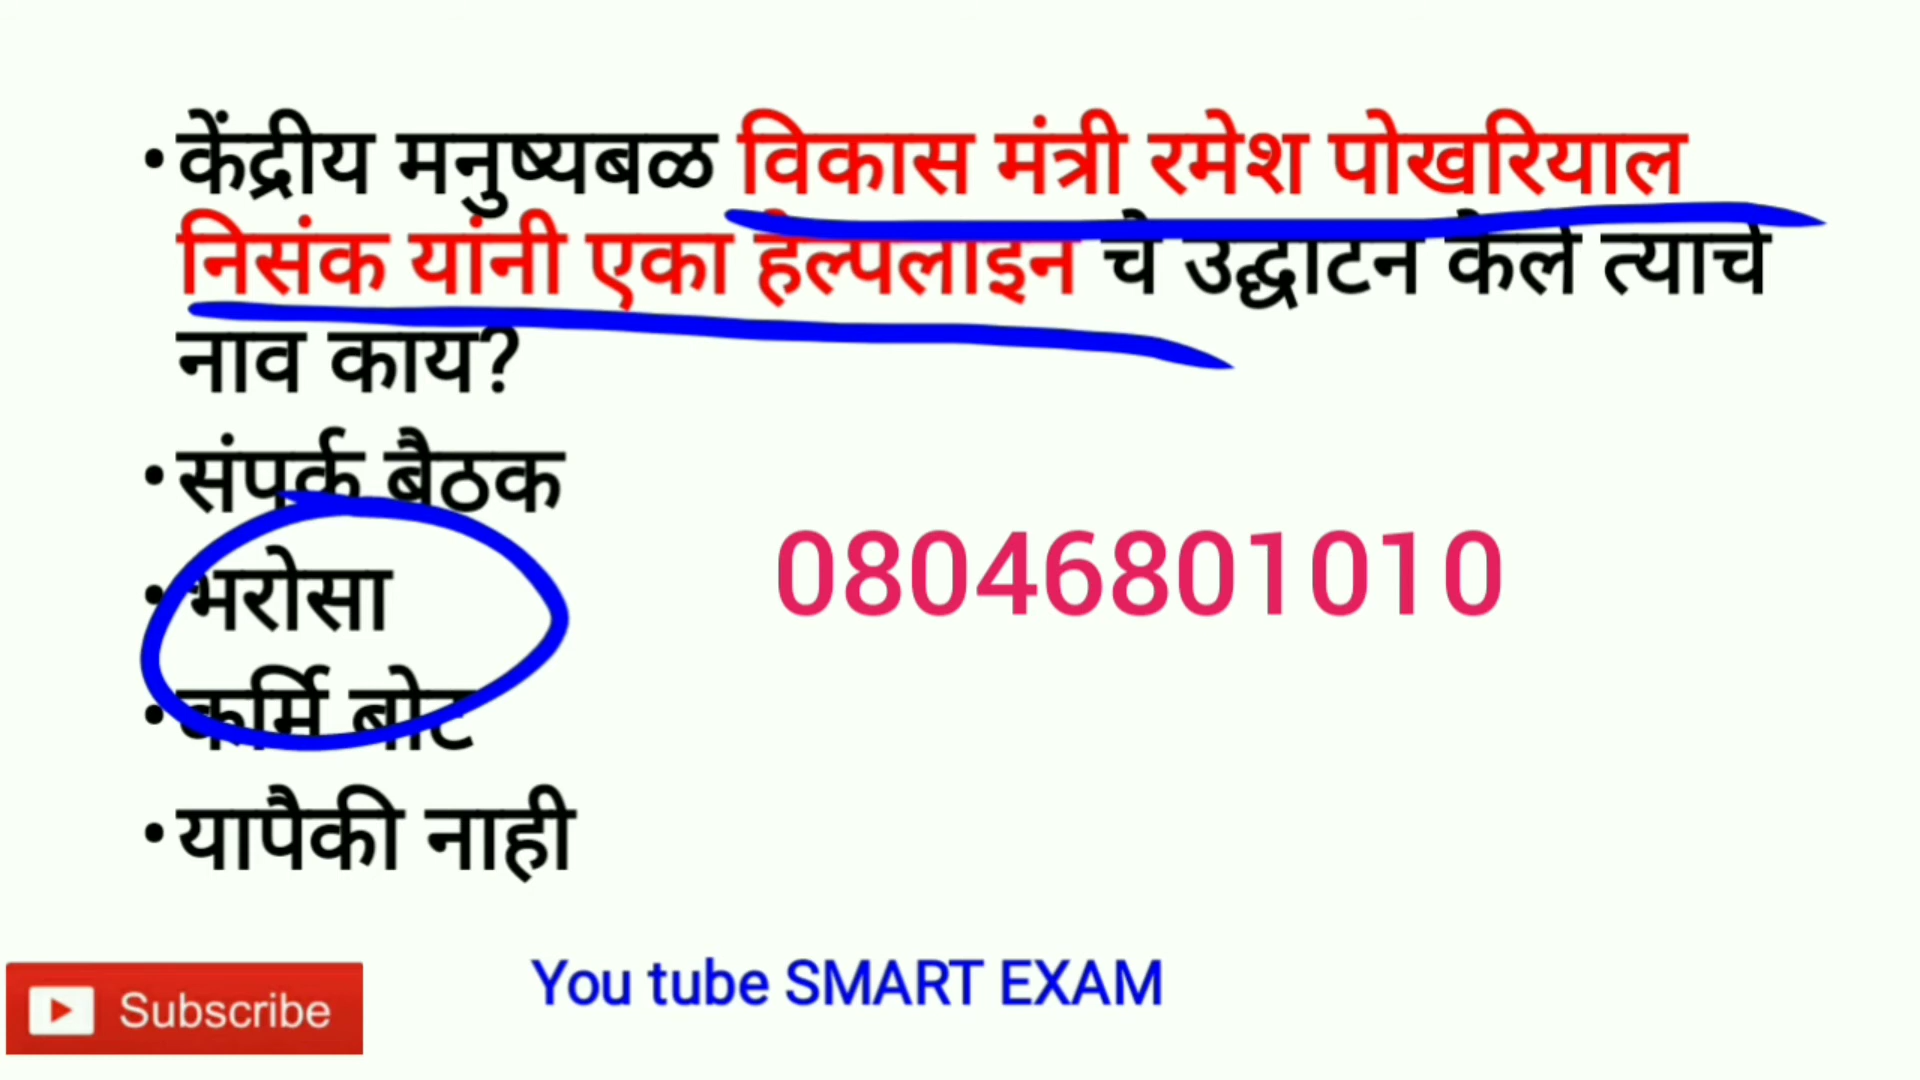 •केंद्रीय मनुष्यबळ विकास मंत्री रमेश पोखरियाल
निसंक यांनी एका हेल्पलाइन चे उद्घाटन केले त्याचे
नाव काय?
•संपर्क बैठक
•भरोसा
08046801010
•कर्मि बोट
•यापैकी नाही
You tube SMART EXAM
Subscribe